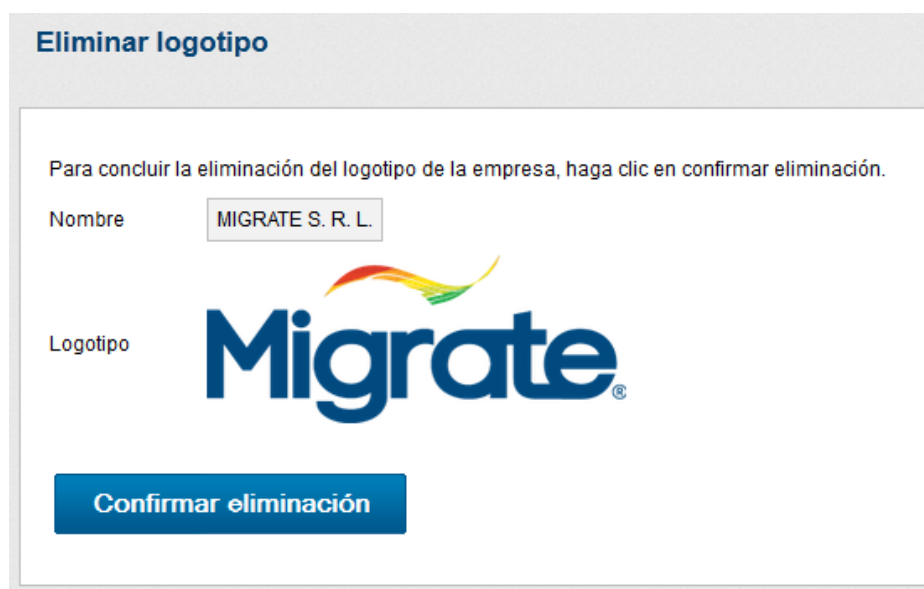 Eliminar logotipo
Para concluir la eliminación del logotipo de la empresa, haga clic en confirmar eliminación.
Nombre MIGRATE S. R. L.
Logotipo Migrate®
Confirmar eliminación